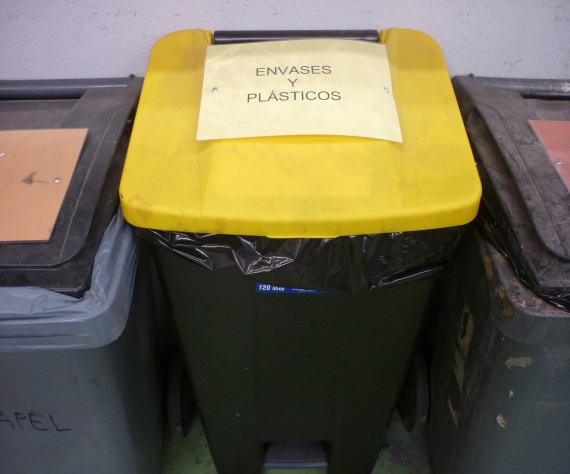 ENVASES
Y
PLÁSTICOS
120 litros
APEL